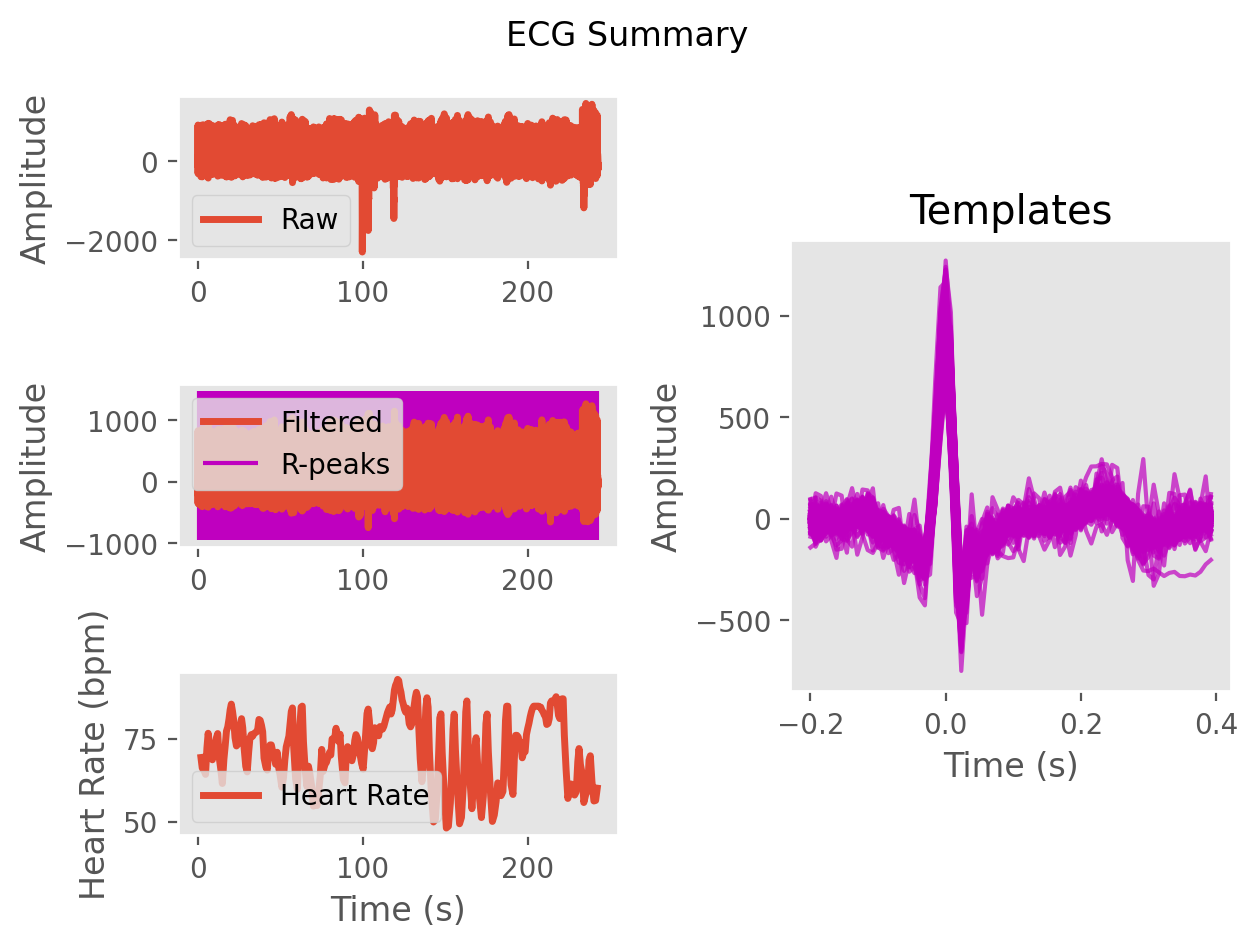 ECG Summary
Amplitude
0
−2000
Raw
0
100
200
Amplitude
1000
0
−1000
Filtered
R-peaks
0
100
200
Heart Rate (bpm)
75
50
Heart Rate
0
100
200
Time (s)
Templates
Amplitude
1000
500
0
−500
−0.2
0.0
0.2
0.4
Time (s)